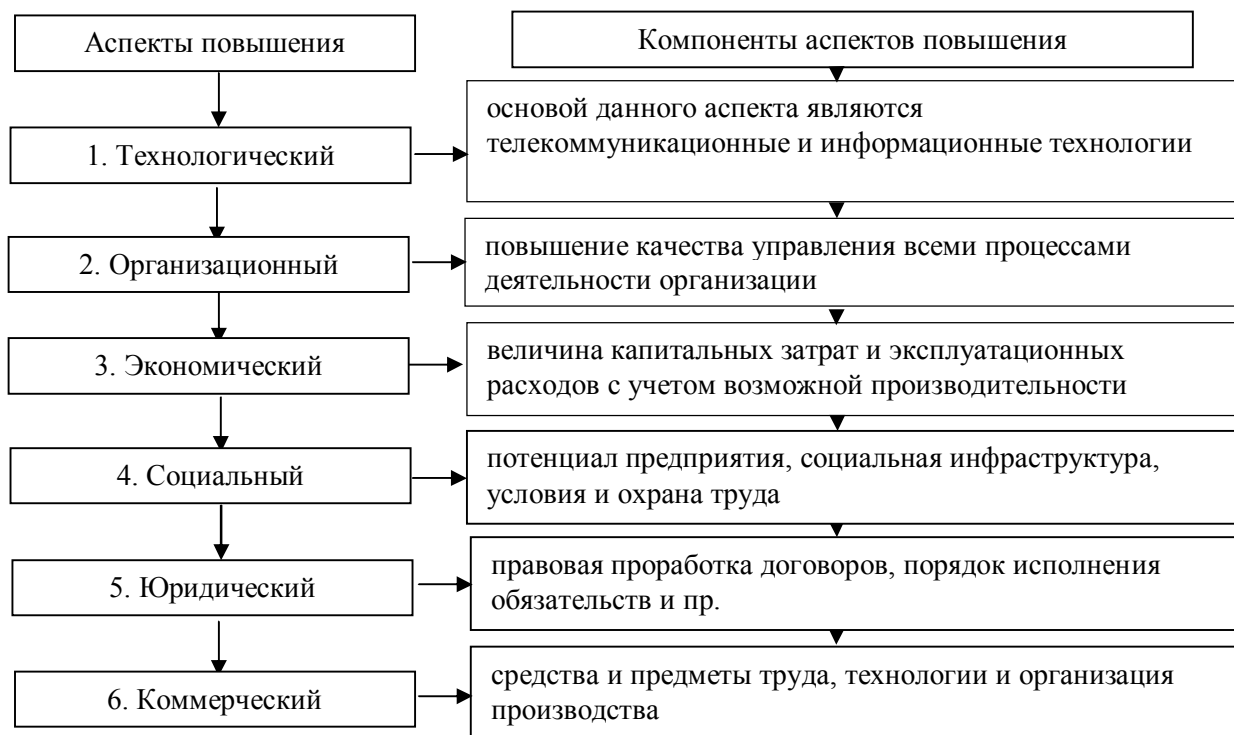 Аспекты повышения
Компоненты аспектов повышения
1. Технологический
основой данного аспекта являются
телекоммуникационные и информационные технологии
2. Организационный
повышение качества управления всеми процессами
деятельности организации
3. Экономический
величина капитальных затрат и эксплуатационных
расходов с учетом возможной производительности
4. Социальный
потенциал предприятия, социальная инфраструктура,
условия и охрана труда
5. Юридический
правовая проработка договоров, порядок исполнения
обязательств и пр.
6. Коммерческий
средства и предметы труда, технологии и организация
производства